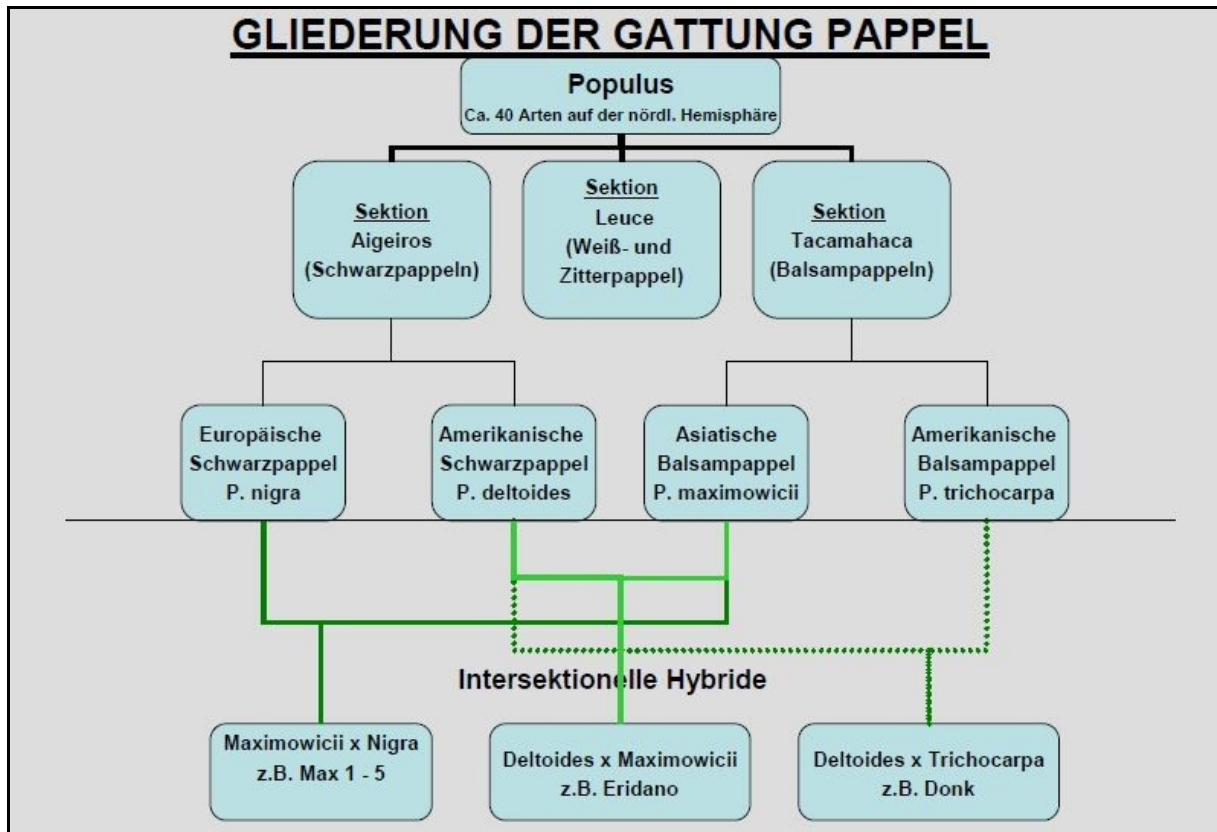 GLIEDERUNG DER GATTUNG PAPPEL
Populus
Ca. 40 Arten auf der nördl. Hemisphäre
Sektion
Aigeiros
(Schwarzpappeln)
Sektion
Leuce
(Weiß- und
Zitterpappel)
Sektion
Tacamahaca
(Balsampappeln)
Europäische
Schwarzpappel
P. nigra
Amerikanische
Schwarzpappel
P. deltoides
Asiatische
Balsampappel
P. maximowicii
Amerikanische
Balsampappel
P. trichocarpa
Intersektionelle Hybride
Maximowicii x Nigra
z.B. Max 1 - 5
Deltoides x Maximowicii
z.B. Eridano
Deltoides x Trichocarpa
z.B. Donk